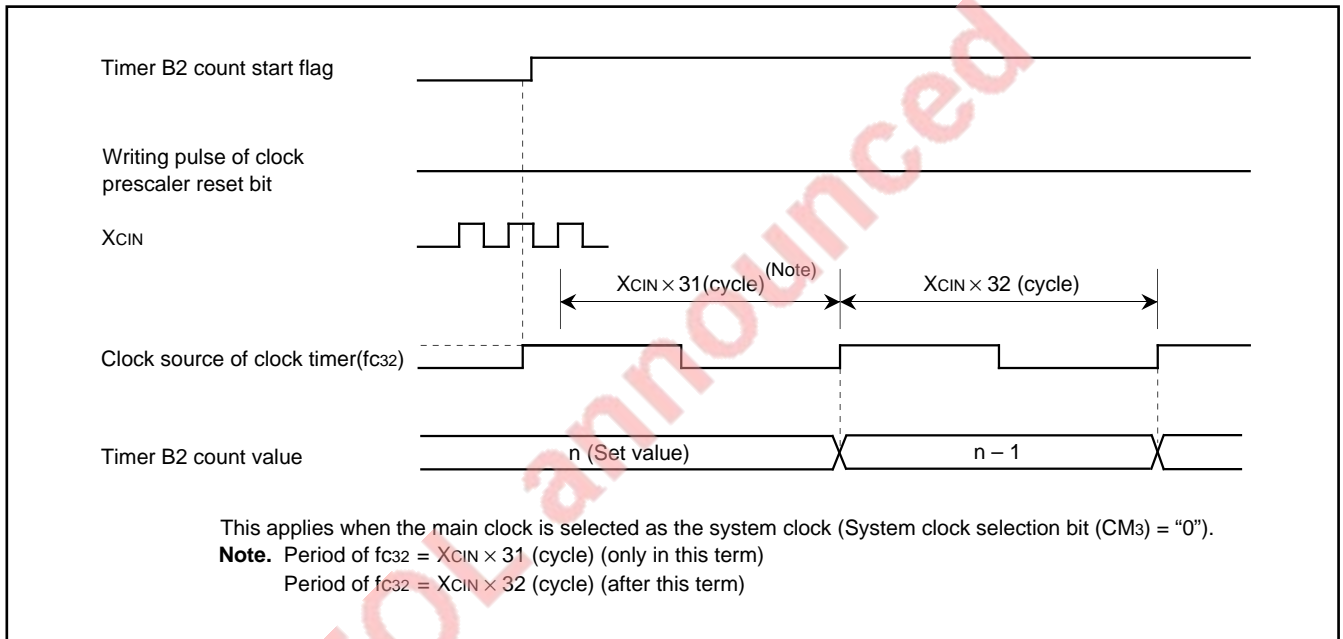 Timer B2 count start flag
Writing pulse of clock
prescaler reset bit
XCIN
XCIN × 31(cycle)(Note)
XCIN × 32 (cycle)
Clock source of clock timer(fC32)
Timer B2 count value
n (Set value)
n – 1
This applies when the main clock is selected as the system clock (System clock selection bit (CM3) = “0”).
Note. Period of fC32 = XCIN × 31 (cycle) (only in this term)
Period of fC32 = XCIN × 32 (cycle) (after this term)
EOL announced